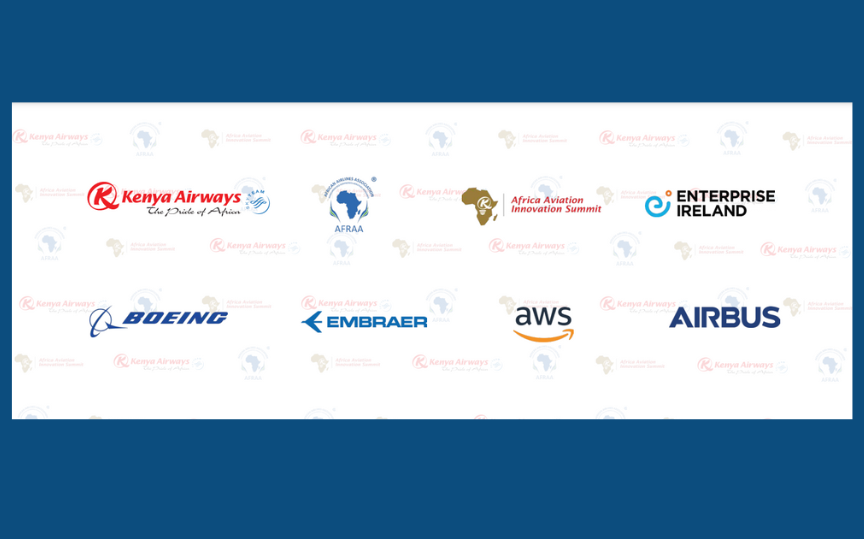 Kenya Airways
The Pride of Africa
SKYTEAM
AFRICAN AIRLINES ASSOCIATION
®
AFRAA
Africa Aviation
Innovation Summit
ENTERPRISE
IRELAND
BOEING
EMBRAER
aws
AIRBUS